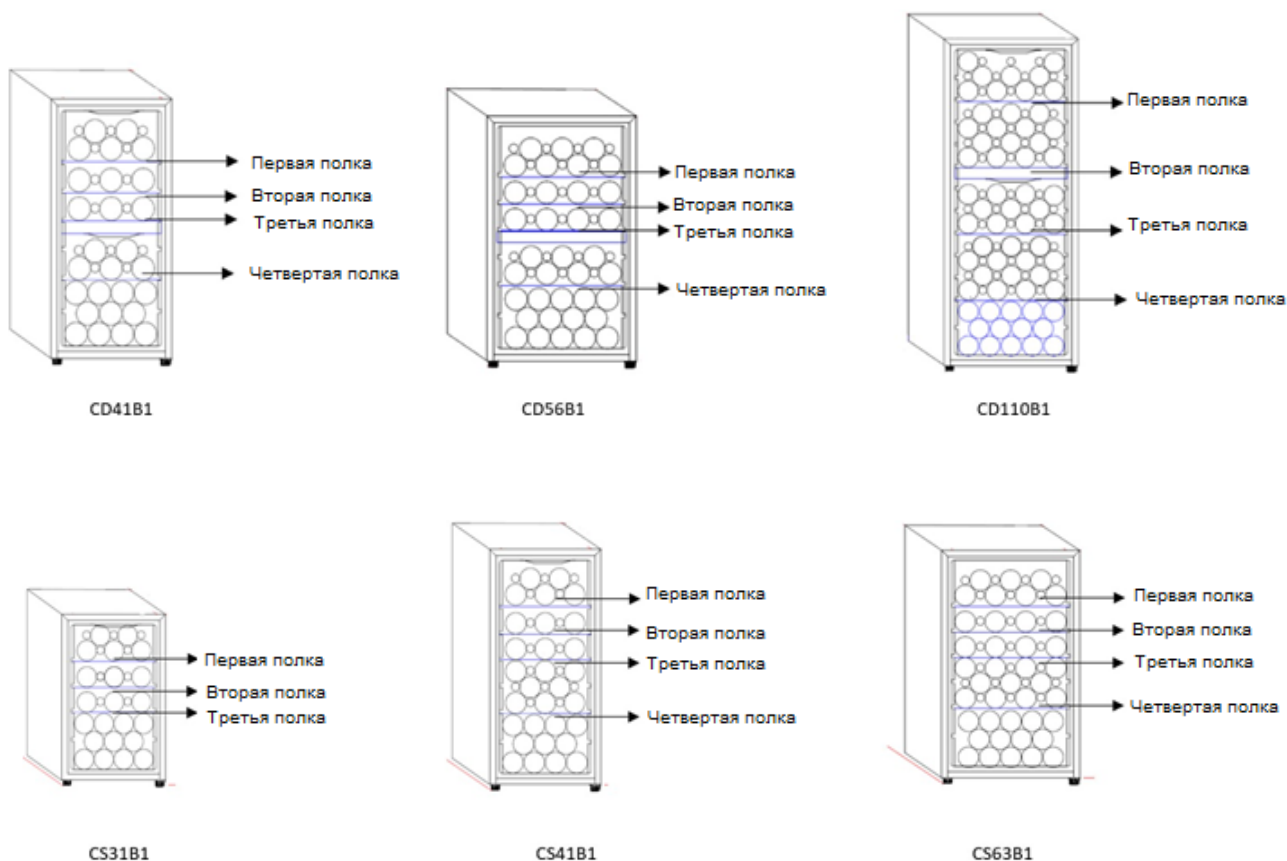 Первая полка
Вторая полка
Третья полка
Четвертая полка
CD41B1
Первая полка
Вторая полка
Третья полка
Четвертая полка
CD56B1
Первая полка
Вторая полка
Третья полка
Четвертая полка
CD110B1
Первая полка
Вторая полка
Третья полка
CS31B1
Первая полка
Вторая полка
Третья полка
Четвертая полка
CS41B1
Первая полка
Вторая полка
Третья полка
Четвертая полка
CS63B1